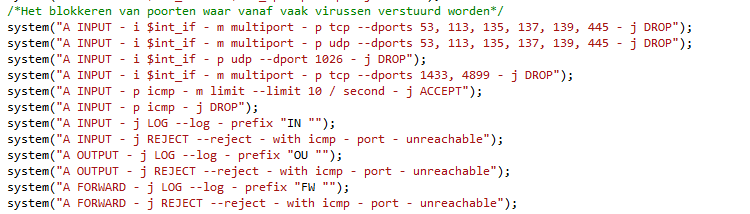 /*Het blokkeren van poorten waar vanaf vaak virussen verstuurd worden*/
system("A INPUT - i $int_if - m multiport - p tcp --dports 53, 113, 135, 137, 139, 445 - j DROP");
system("A INPUT - i $int_if - m multiport - p udp --dports 53, 113, 135, 137, 139, 445 - j DROP");
system("A INPUT - i $int_if - p udp --dport 1026 - j DROP");
system("A INPUT - i $int_if - m multiport - p tcp --dports 1433, 4899 - j DROP");
system("A INPUT - p icmp - m limit --limit 10 / second - j ACCEPT");
system("A INPUT - p icmp - j DROP");
system("A INPUT - j LOG --log - prefix "IN "");
system("A INPUT - j REJECT --reject - with icmp - port - unreachable");
system("A OUTPUT - j LOG --log - prefix "OU "");
system("A OUTPUT - j REJECT --reject - with icmp - port - unreachable");
system("A FORWARD - j LOG --log - prefix "FW "");
system("A FORWARD - j REJECT --reject - with icmp - port - unreachable");